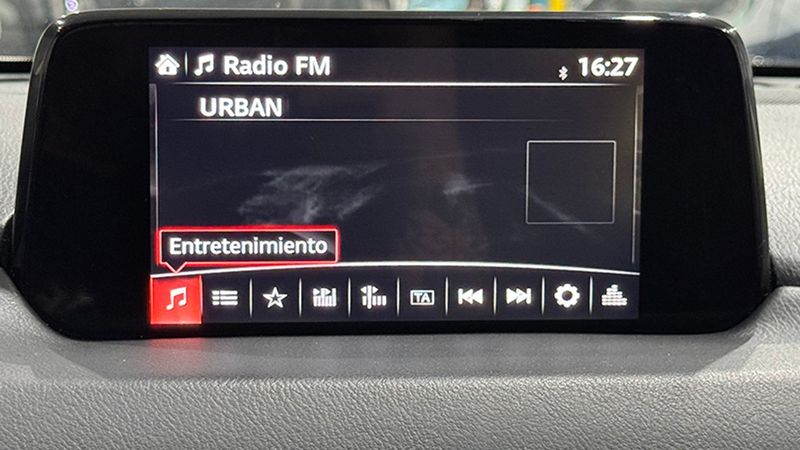 Radio FM 16:27
URBAN
Entretenimiento
TA